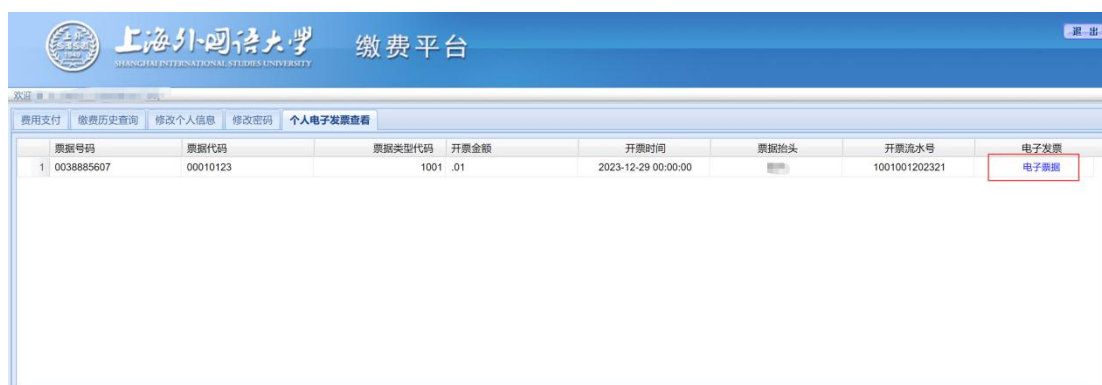 上海外国语大学 缴费平台
SHANGHAI INTERNATIONAL STUDIES UNIVERSITY
退 出
欢迎
费用支付 缴费历史查询 修改个人信息 修改密码 个人电子发票查看
票据号码 票据代码 票据类型代码 开票金额 开票时间 票据抬头 开票流水号 电子发票
1 0038885607 00010123 1001 .01 2023-12-29 00:00:00 1001001202321 电子票据